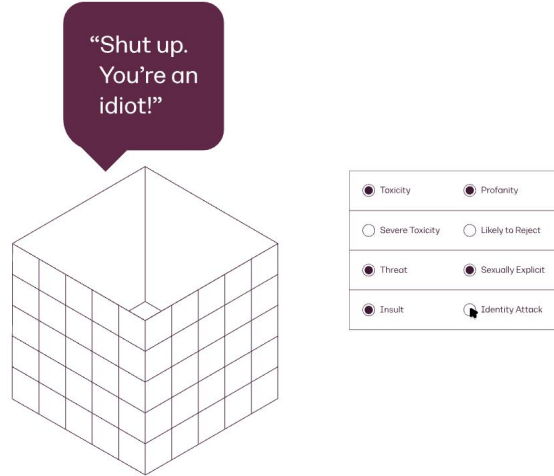 “Shut up.
You’re an
idiot!”
Toxicity
Profanity
Severe Toxicity
Likely to Reject
Threat
Sexually Explicit
Insult
Identity Attack